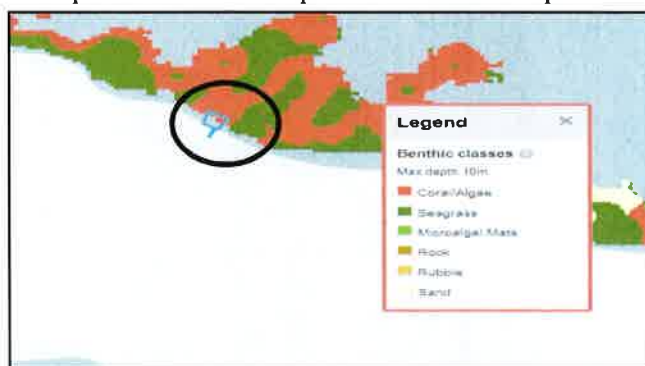 Legend
Benthic classes
Max depth: 10m
Coral/Algae
Seagrass
Microalgal Mats
Rock
Rubble
Sand